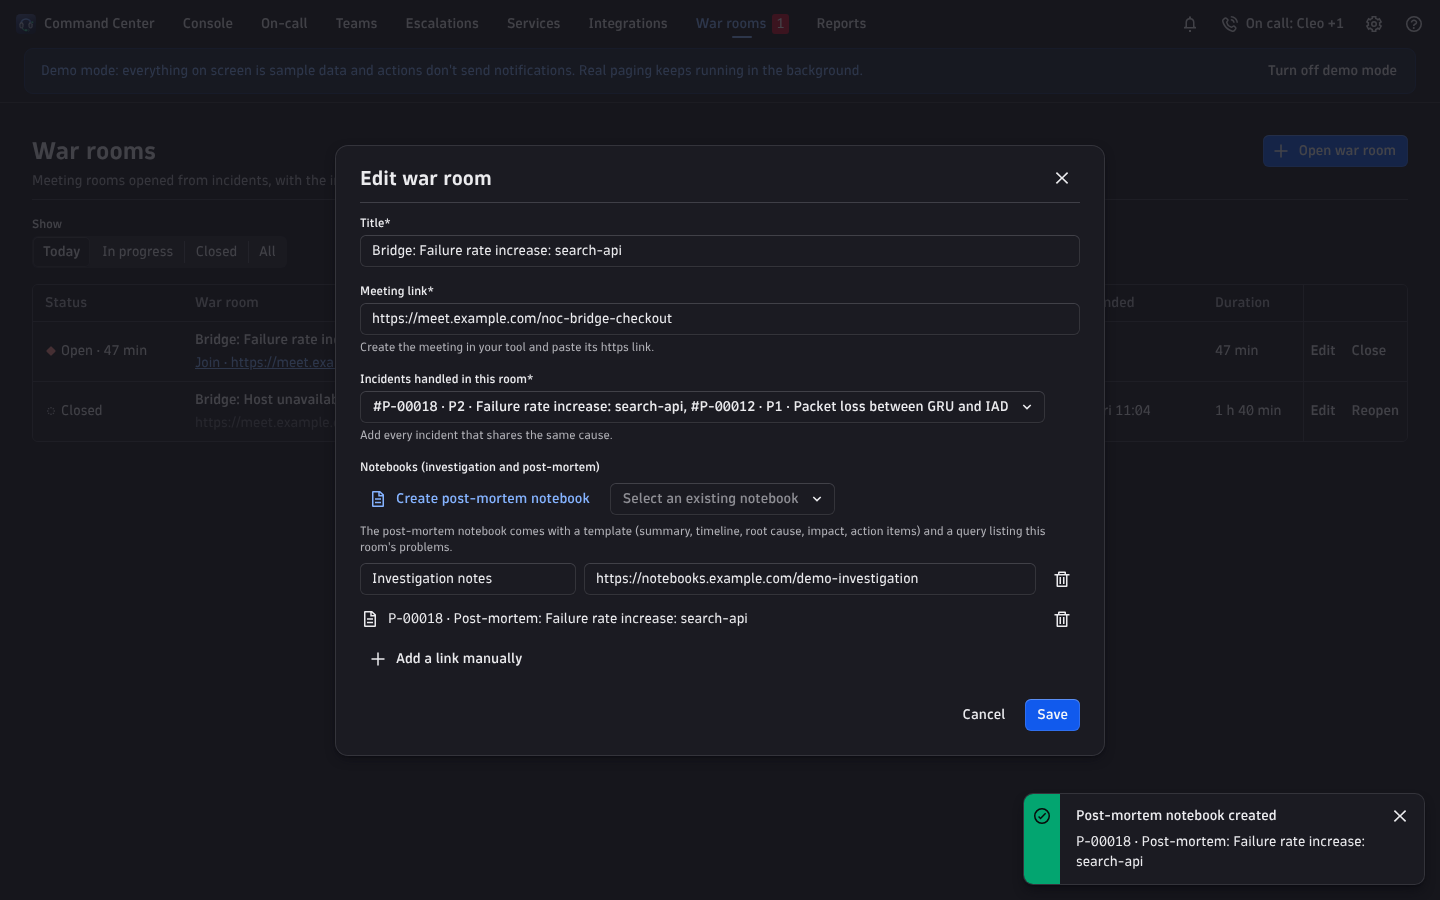 Command Center
Console
On-call
Teams
Escalations
Services
Integrations
War rooms 1
Reports
On call: Cleo +1
Demo mode: everything on screen is sample data and actions don't send notifications. Real paging keeps running in the background.
Turn off demo mode
War rooms
Open war room
Meeting rooms opened from incidents, with the
Show
Today
In progress
Closed
All
Status
War room
Duration
Open · 47 min
Bridge: Failure rate
Join · https://meet.exa
47 min
Edit
Close
Closed
Bridge: Host
https://meet.example.
11:04
1 h 40 min
Edit
Reopen
Edit war room
Title*
Bridge: Failure rate increase: search-api
Meeting link*
https://meet.example.com/noc-bridge-checkout
Create the meeting in your tool and paste its https link.
Incidents handled in this room*
#P-00018 · P2 · Failure rate increase: search-api, #P-00012 · P1 · Packet loss between GRU and IAD
Add every incident that shares the same cause.
Notebooks (investigation and post-mortem)
Create post-mortem notebook
Select an existing notebook
The post-mortem notebook comes with a template (summary, timeline, root cause, impact, action items) and a query listing this
room's problems.
Investigation notes
https://notebooks.example.com/demo-investigation
P-00018 · Post-mortem: Failure rate increase: search-api
Add a link manually
Cancel
Save
Post-mortem notebook created
P-00018 · Post-mortem: Failure rate increase:
search-api